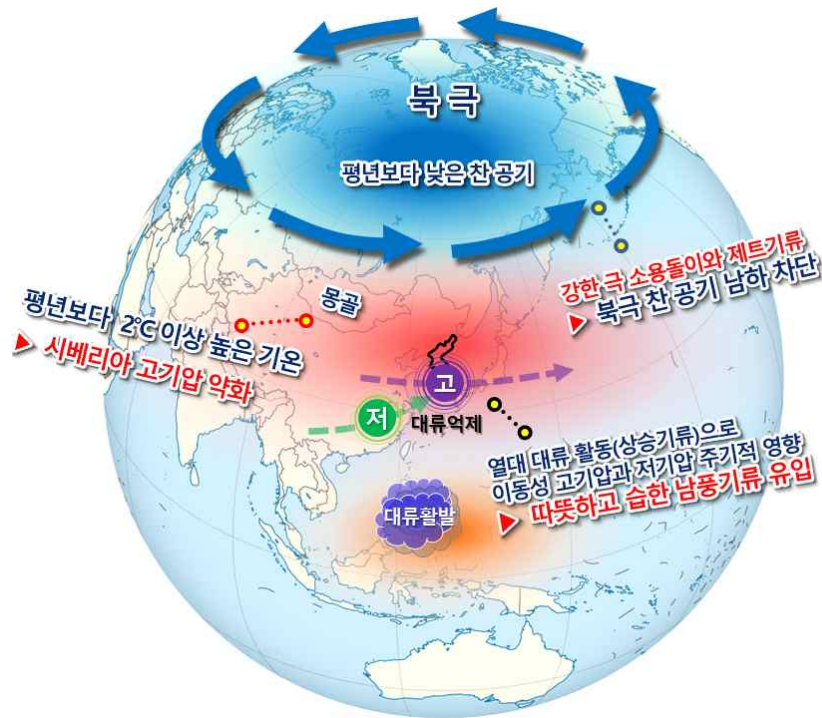 북극
평년보다 낮은 찬 공기
강한 극 소용돌이와 제트기류
▶ 북극 찬 공기 남하 차단
몽골
평년보다 2℃ 이상 높은 기온
▶ 시베리아 고기압 약화
고
저
대류억제
열대 대류 활동(상승기류)으로
이동성 고기압과 저기압 주기적 영향
▶ 따뜻하고 습한 남풍기류 유입
대류활발